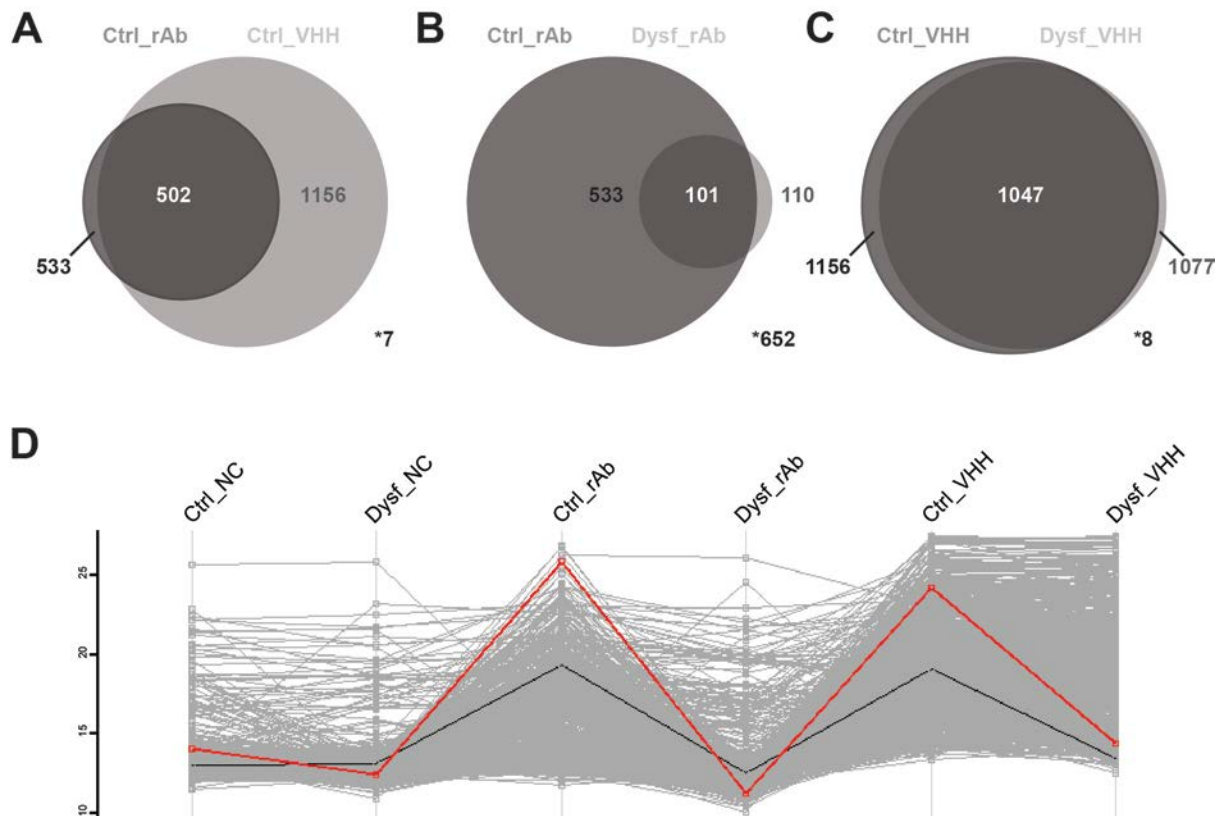 A
Ctrl_rAb Ctrl_VHH
502 1156
533
*7
B
Ctrl_rAb Dysf_rAb
533 101 110
*652
C
Ctrl_VHH Dysf_VHH
1047
1156 1077
*8
D
Ctrl_NC Dysf_NC Ctrl_rAb Dysf_rAb Ctrl_VHH Dysf_VHH
25
20
15
10